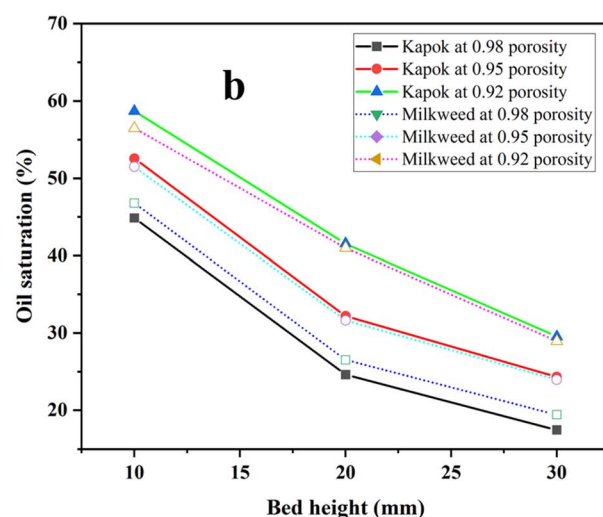 70
60
50
40
30
20
Oil saturation (%)
b
Kapok at 0.98 porosity
Kapok at 0.95 porosity
Kapok at 0.92 porosity
Milkweed at 0.98 porosity
Milkweed at 0.95 porosity
Milkweed at 0.92 porosity
10 15 20 25 30
Bed height (mm)